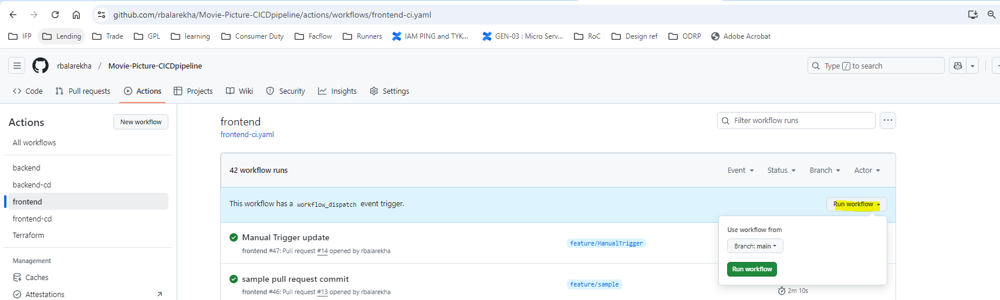 github.com/rbalarekha/Movie-Picture-CICDpipeline/actions/workflows/frontend-ci.yaml
IFP Lending Trade GPL learning Consumer Duty Facflow Runners IAM PING and TYK... GEN-03 : Micro Serv... RoC Design ref ODRP Adobe Acrobat
rbalarekha / Movie-Picture-CICDpipeline Type / to search
Code Pull requests Actions Projects Wiki Security Insights Settings
Actions New workflow
All workflows
backend
backend-cd
frontend
frontend-cd
Terraform
Management
Caches
Attestations
frontend
frontend-ci.yaml
Filter workflow runs
42 workflow runs Event Status Branch Actor
This workflow has a workflow_dispatch event trigger. Run workflow
Use workflow from
Branch: main
Run workflow
Manual Trigger update
frontend #47: Pull request #14 opened by rbalarekha
feature/ManualTrigger
sample pull request commit
frontend #46: Pull request #13 opened by rbalarekha
feature/sample
2m 10s